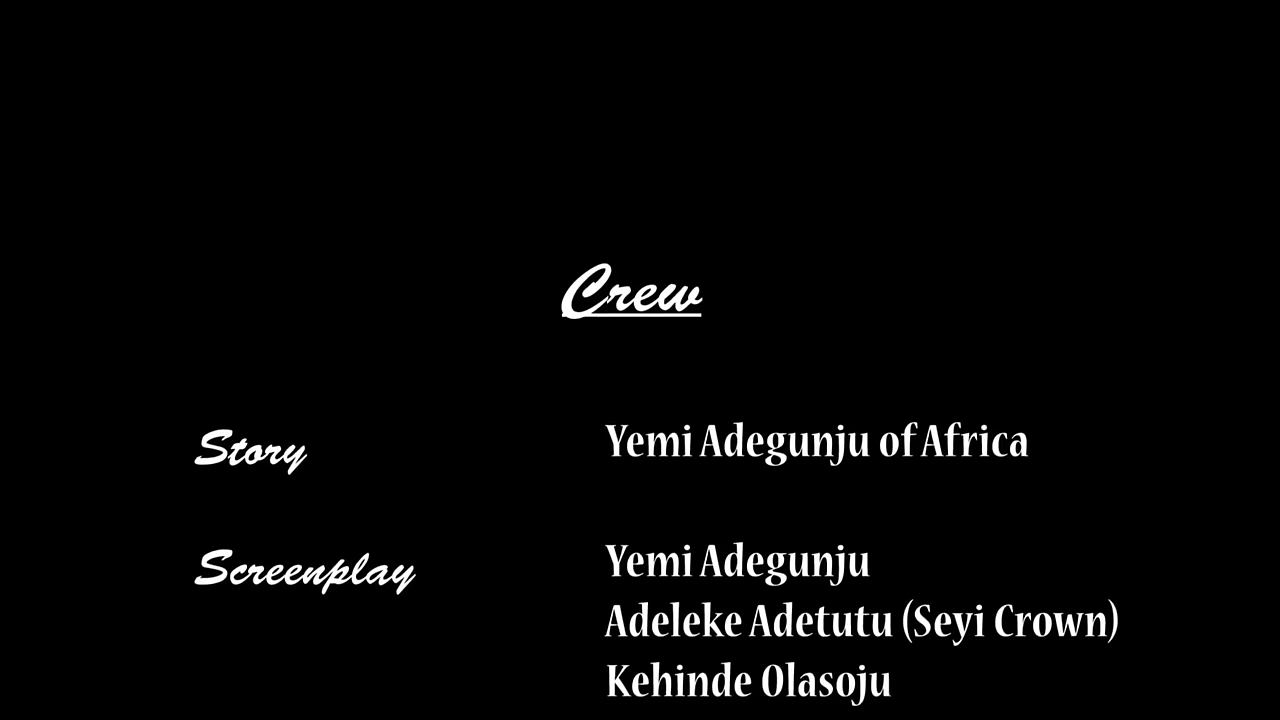 Crew
Story Yemi Adegunju of Africa
Screenplay Yemi Adegunju
Adeleke Adetutu (Seyi Crown)
Kehinde Olasoju